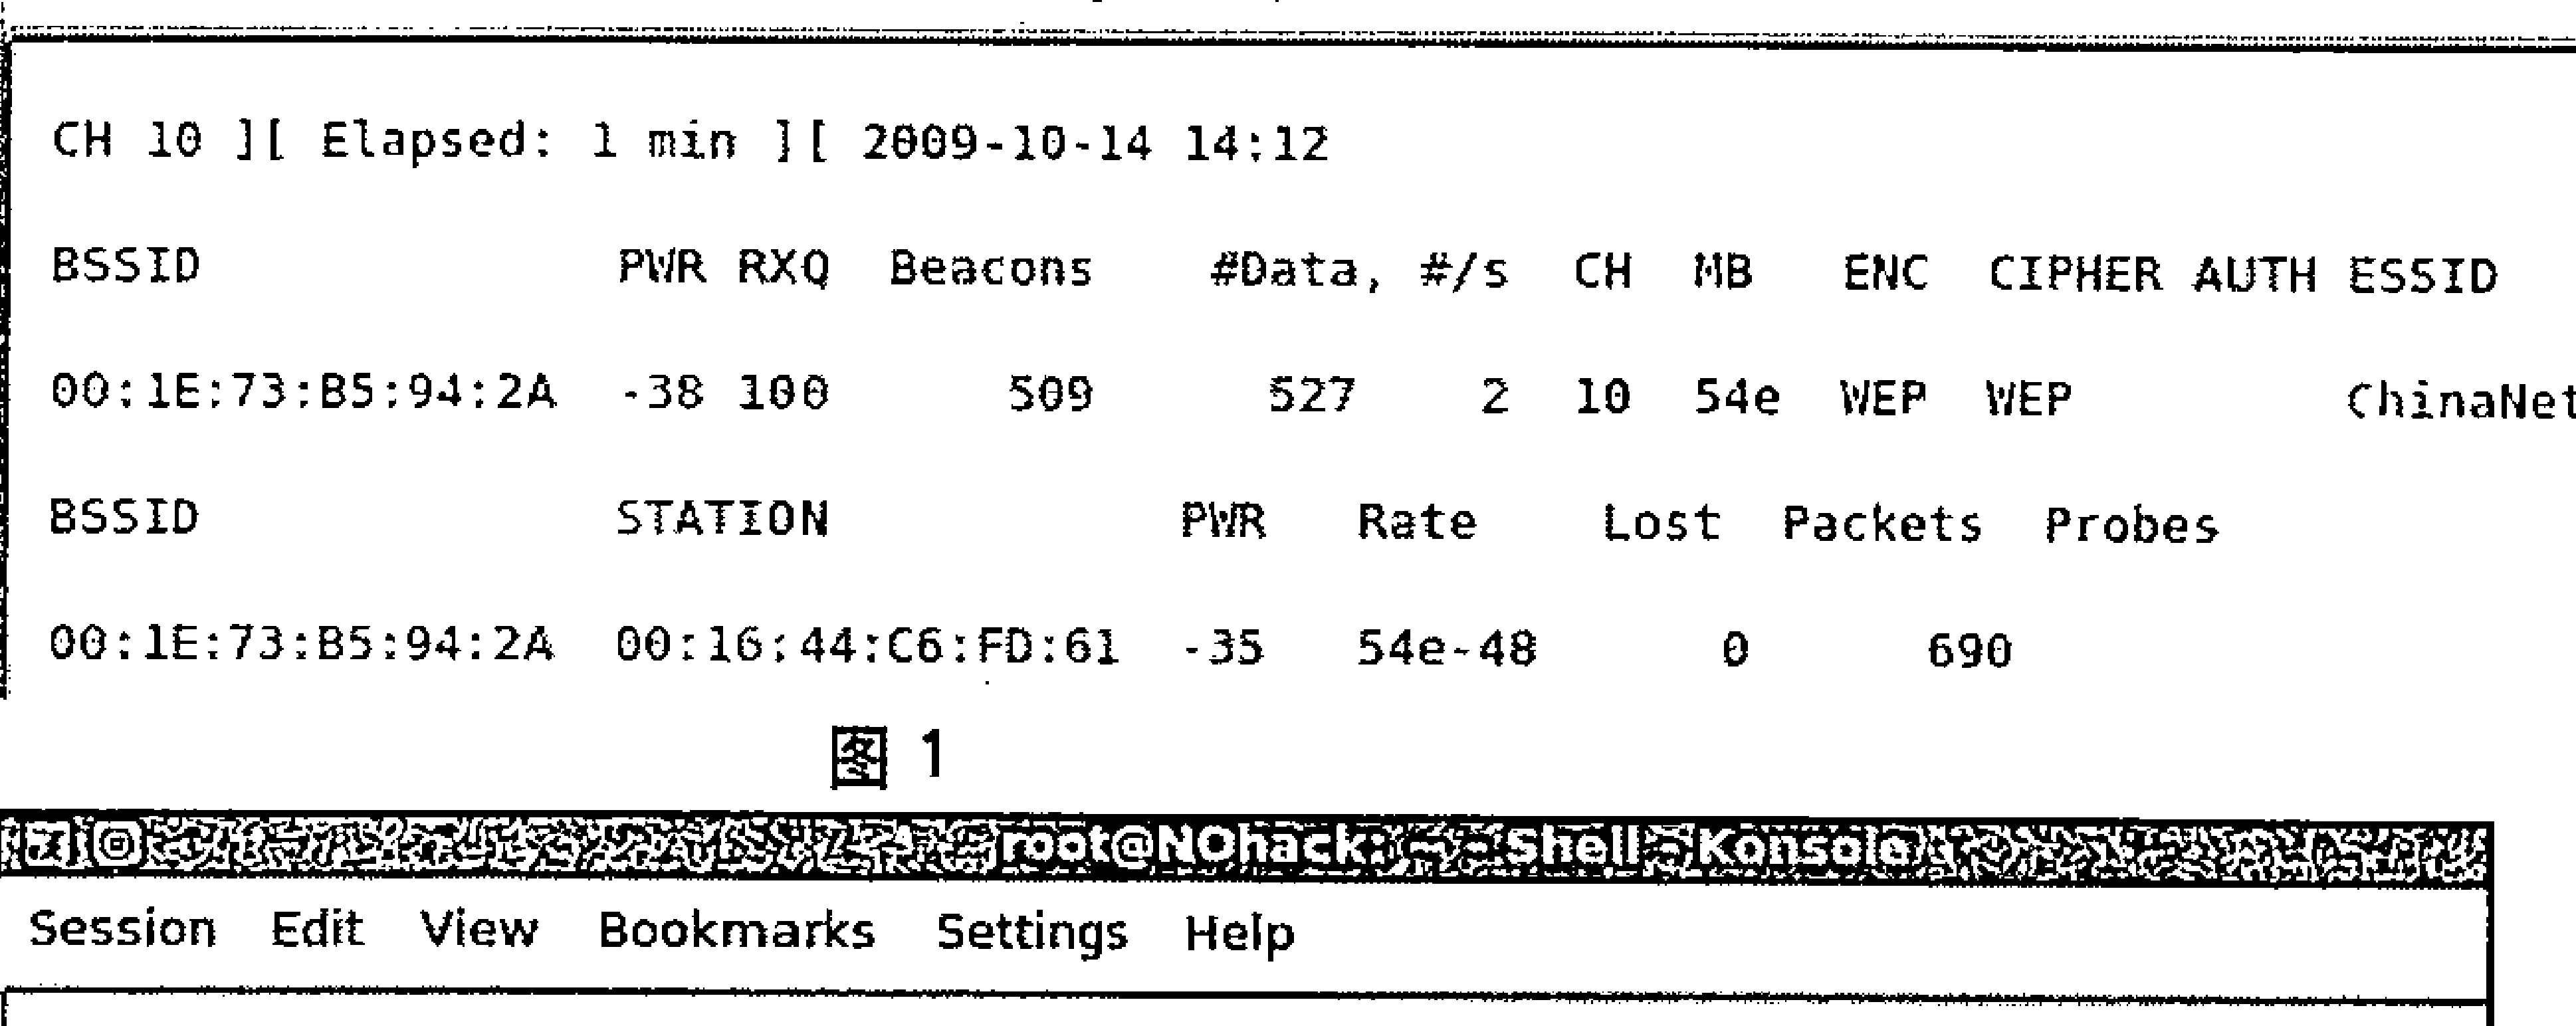 CH 10 ][ Elapsed: 1 min ][ 2009-10-14 14:12
BSSID PWR RXQ Beacons #Data, #/s CH MB ENC CIPHER AUTH ESSID
00:1E:73:B5:94:2A -38 100 509 527 2 10 54e WEP WEP ChinaNet
BSSID STATION PWR Rate Lost Packets Probes
00:1E:73:B5:94:2A 00:16:44:C6:FD:61 -35 54e-48 0 690
图 1
root@NOhack: ~ - Shell - Konsole
Session Edit View Bookmarks Settings Help